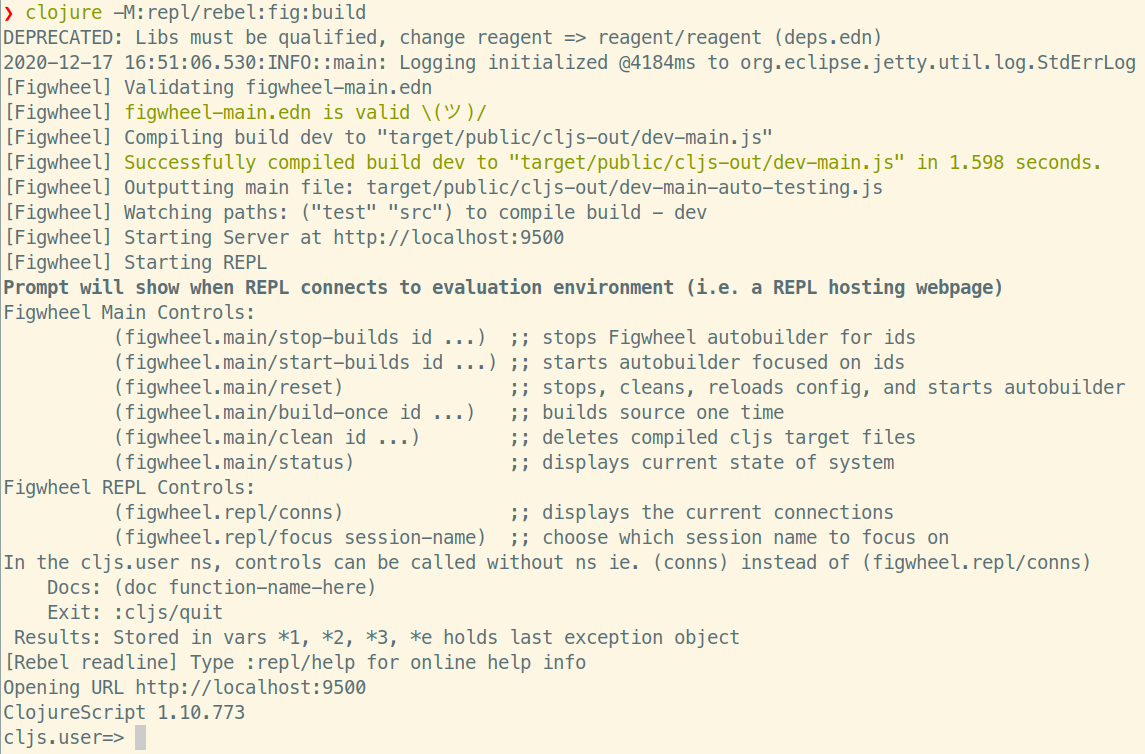 ❯ clojure -M:repl/rebel:fig:build
DEPRECATED: Libs must be qualified, change reagent => reagent/reagent (deps.edn)
2020-12-17 16:51:06.530:INFO::main: Logging initialized @4184ms to org.eclipse.jetty.util.log.StdErrLog
[Figwheel] Validating figwheel-main.edn
[Figwheel] figwheel-main.edn is valid \(ツ)/
[Figwheel] Compiling build dev to "target/public/cljs-out/dev-main.js"
[Figwheel] Successfully compiled build dev to "target/public/cljs-out/dev-main.js" in 1.598 seconds.
[Figwheel] Outputting main file: target/public/cljs-out/dev-main-auto-testing.js
[Figwheel] Watching paths: ("test" "src") to compile build - dev
[Figwheel] Starting Server at http://localhost:9500
[Figwheel] Starting REPL
Prompt will show when REPL connects to evaluation environment (i.e. a REPL hosting webpage)
Figwheel Main Controls:
          (figwheel.main/stop-builds id ...)  ;; stops Figwheel autobuilder for ids
          (figwheel.main/start-builds id ...) ;; starts autobuilder focused on ids
          (figwheel.main/reset)               ;; stops, cleans, reloads config, and starts autobuilder
          (figwheel.main/build-once id ...)   ;; builds source one time
          (figwheel.main/clean id ...)        ;; deletes compiled cljs target files
          (figwheel.main/status)              ;; displays current state of system
Figwheel REPL Controls:
          (figwheel.repl/conns)               ;; displays the current connections
          (figwheel.repl/focus session-name)  ;; choose which session name to focus on
In the cljs.user ns, controls can be called without ns ie. (conns) instead of (figwheel.repl/conns)
    Docs: (doc function-name-here)
    Exit: :cljs/quit
 Results: Stored in vars *1, *2, *3, *e holds last exception object
[Rebel readline] Type :repl/help for online help info
Opening URL http://localhost:9500
ClojureScript 1.10.773
cljs.user=>